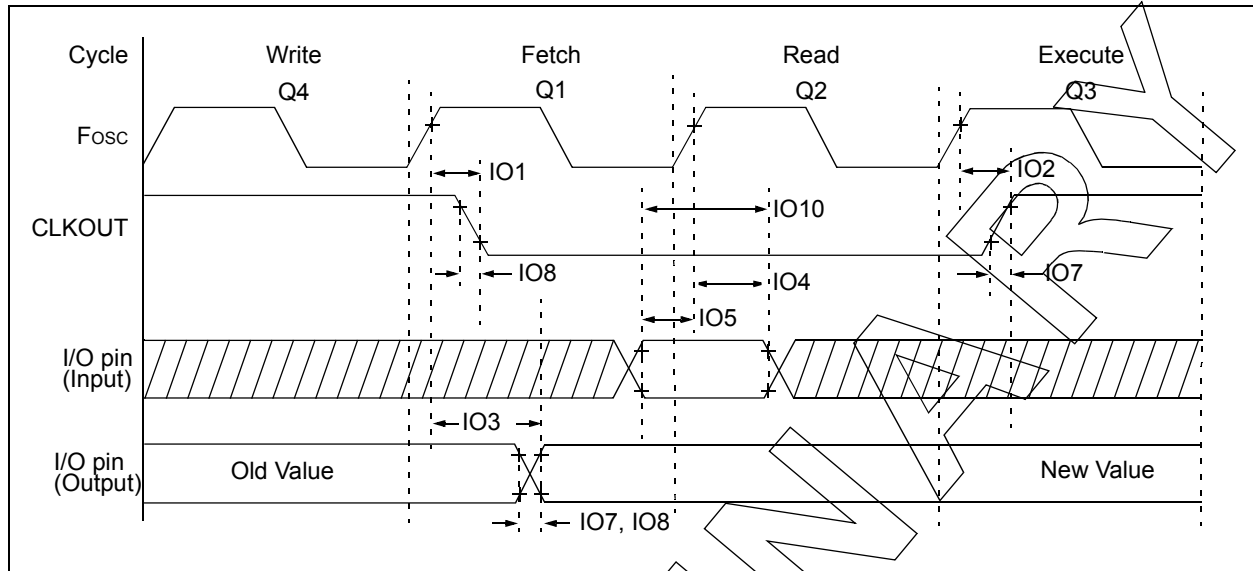 Cycle Write Fetch Read Execute
Q4 Q1 Q2 Q3
FOSC
IO1 IO2
CLKOUT
IO10
IO8 IO4 IO7
IO5
I/O pin
(Input)
IO3
I/O pin
(Output)
Old Value New Value
IO7, IO8